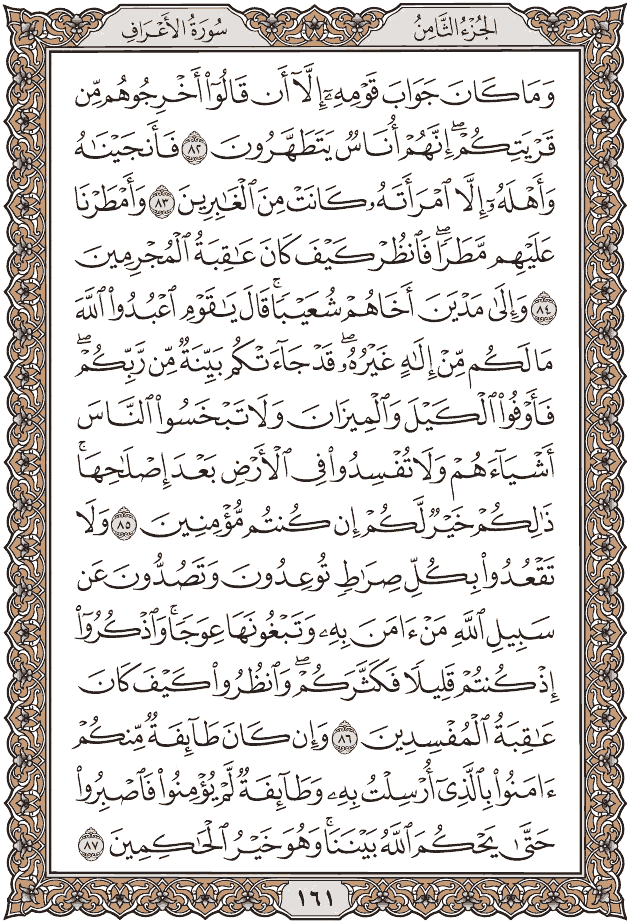 الجُزْءُ الثَّامِنُ
سُورَةُ الأَعْرَافِ
وَمَا كَانَ جَوَابَ قَوْمِهِۦٓ إِلَّآ أَن قَالُوٓا۟ أَخْرِجُوهُم مِّن
قَرْيَتِكُمْ ۖ إِنَّهُمْ أُنَاسٌ يَتَطَهَّرُونَ ٨٢ فَأَنجَيْنَٰهُ
وَأَهْلَهُۥٓ إِلَّا ٱمْرَأَتَهُۥ كَانَتْ مِنَ ٱلْغَٰبِرِينَ ٨٣ وَأَمْطَرْنَا
عَلَيْهِم مَّطَرًا ۖ فَٱنظُرْ كَيْفَ كَانَ عَٰقِبَةُ ٱلْمُجْرِمِينَ
٨٤ وَإِلَىٰ مَدْيَنَ أَخَاهُمْ شُعَيْبًا ۗ قَالَ يَٰقَوْمِ ٱعْبُدُوا۟ ٱللَّهَ
مَا لَكُم مِّنْ إِلَٰهٍ غَيْرُهُۥ ۖ قَدْ جَآءَتْكُم بَيِّنَةٌ مِّن رَّبِّكُمْ ۖ
فَأَوْفُوا۟ ٱلْكَيْلَ وَٱلْمِيزَانَ وَلَا تَبْخَسُوا۟ ٱلنَّاسَ
أَشْيَآءَهُمْ وَلَا تُفْسِدُوا۟ فِى ٱلْأَرْضِ بَعْدَ إِصْلَٰحِهَا ۚ
ذَٰلِكُمْ خَيْرٌ لَّكُمْ إِن كُنتُم مُّؤْمِنِينَ ٨٥ وَلَا
تَقْعُدُوا۟ بِكُلِّ صِرَٰطٍ تُوعِدُونَ وَتَصُدُّونَ عَن
سَبِيلِ ٱللَّهِ مَنْ ءَامَنَ بِهِۦ وَتَبْغُونَهَا عِوَجًا ۚ وَٱذْكُرُوٓا۟
إِذْ كُنتُمْ قَلِيلًا فَكَثَّرَكُمْ ۖ وَٱنظُرُوا۟ كَيْفَ كَانَ
عَٰقِبَةُ ٱلْمُفْسِدِينَ ٨٦ وَإِن كَانَ طَآئِفَةٌ مِّنكُمْ
ءَامَنُوا۟ بِٱلَّذِىٓ أُرْسِلْتُ بِهِۦ وَطَآئِفَةٌ لَّمْ يُؤْمِنُوا۟ فَٱصْبِرُوا۟
حَتَّىٰ يَحْكُمَ ٱللَّهُ بَيْنَنَا ۚ وَهُوَ خَيْرُ ٱلْحَٰكِمِينَ ٨٧
١٦١